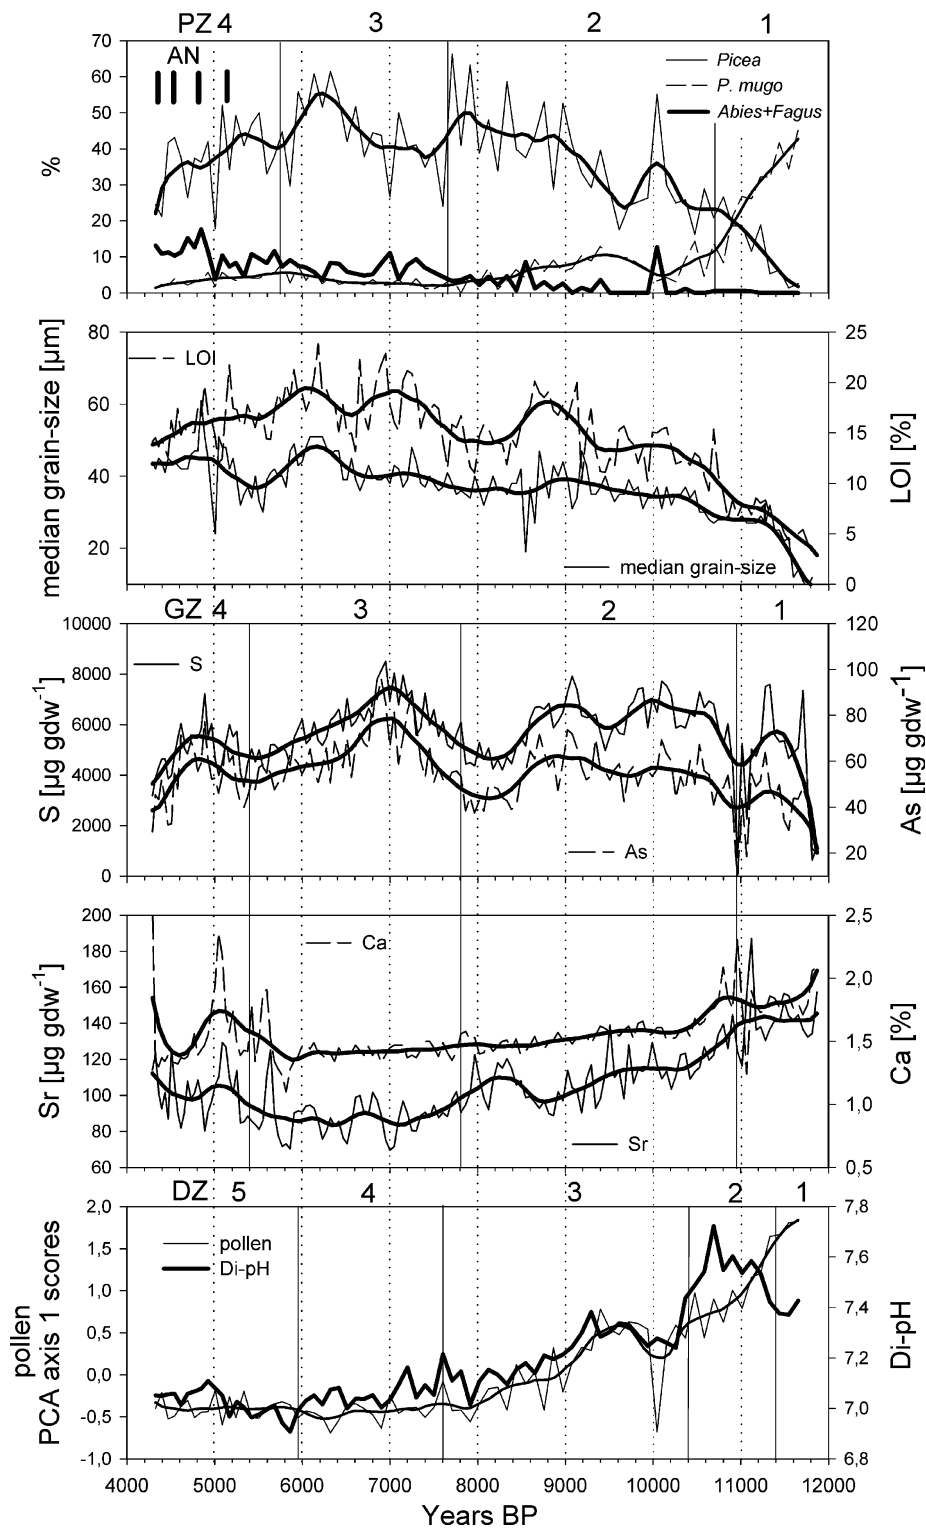 PZ 4 3 2 1
70
60
50
40
30
20
10
0
%
AN
Picea
P. mugo
Abies+Fagus
80
60
40
20
median grain-size [µm]
LOI
median grain-size
25
20
15
10
5
0
LOI [%]
GZ 4 3 2 1
10000
8000
6000
4000
2000
0
S [µg gdw-1]
S
As
120
100
80
60
40
20
As [µg gdw-1]
200
180
160
140
120
100
80
60
Sr [µg gdw-1]
Ca
Sr
2,5
2,0
1,5
1,0
0,5
Ca [%]
DZ 5 4 3 2 1
2,0
1,5
1,0
0,5
0,0
-0,5
-1,0
pollen
PCA axis 1 scores
pollen
Di-pH
7,8
7,6
7,4
7,2
7,0
6,8
Di-pH
4000 5000 6000 7000 8000 9000 10000 11000 12000
Years BP